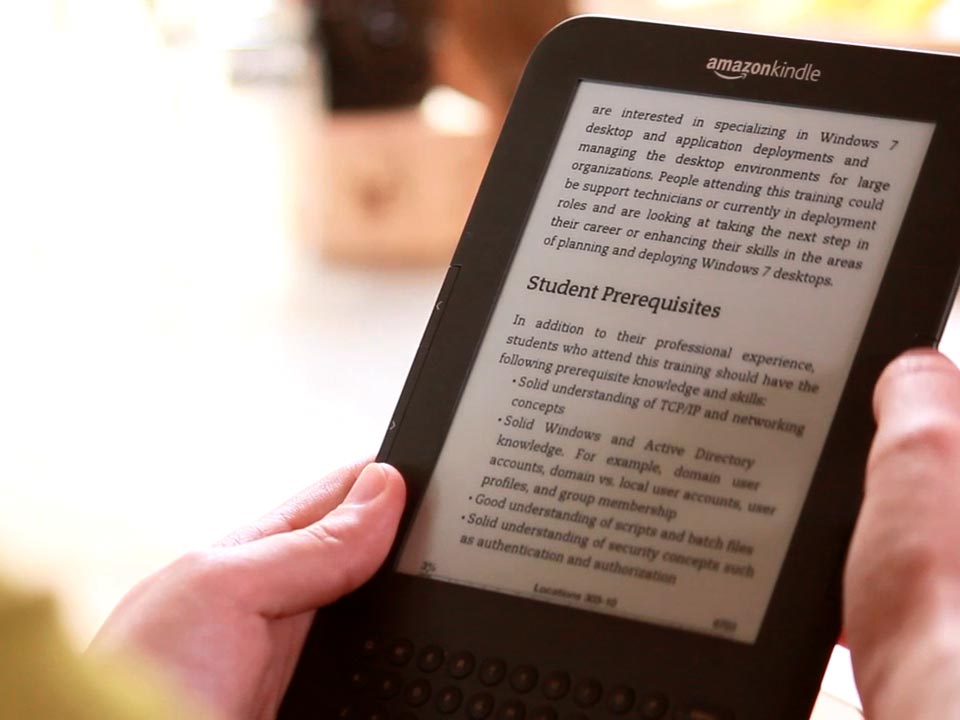 amazonkindle
are interested in specializing in Windows 7
desktop and application deployments and
managing the desktop environments for large
organizations. People attending this training could
be support technicians or currently in deployment
roles and are looking at taking the next step in
their career or enhancing their skills in the areas
of planning and deploying Windows 7 desktops.
Student Prerequisites
In addition to their professional experience,
students who attend this training should have the
following prerequisite knowledge and skills:
• Solid understanding of TCP/IP and networking
concepts
• Solid Windows and Active Directory
knowledge. For example, domain user
accounts, domain vs. local user accounts, user
profiles, and group membership
• Good understanding of scripts and batch files
• Solid understanding of security concepts such
as authentication and authorization
3%
Locations 303-10